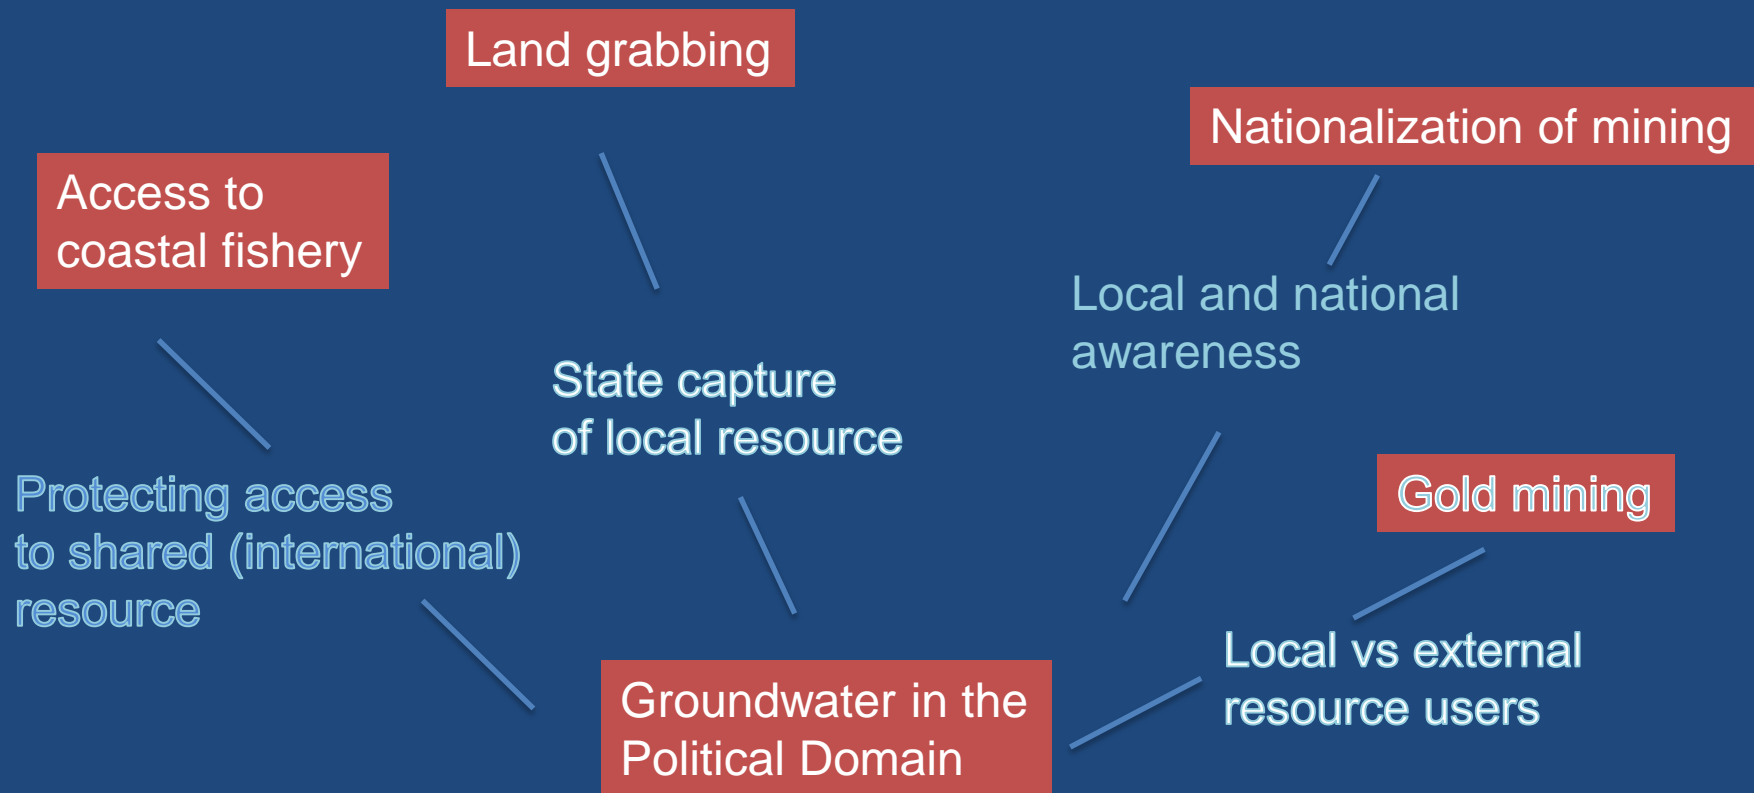 Land grabbing
Nationalization of mining
Access to
coastal fishery
Local and national
awareness
State capture
of local resource
Gold mining
Protecting access
to shared (international)
resource
Local vs external
resource users
Groundwater in the
Political Domain